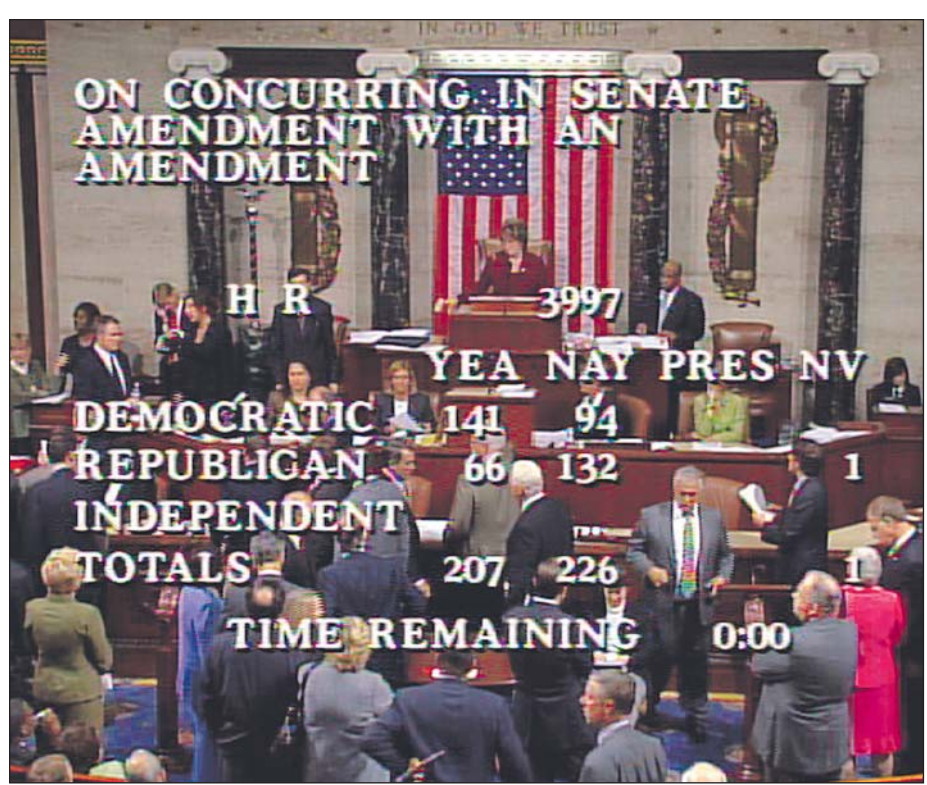 IN GOD WE TRUST
ON CONCURRING IN SENATE
AMENDMENT WITH AN
AMENDMENT
H R 3997
YEA NAY PRES NV
DEMOCRATIC 141 94
REPUBLICAN 66 132 1
INDEPENDENT
TOTALS 207 226 1
TIME REMAINING 0:00